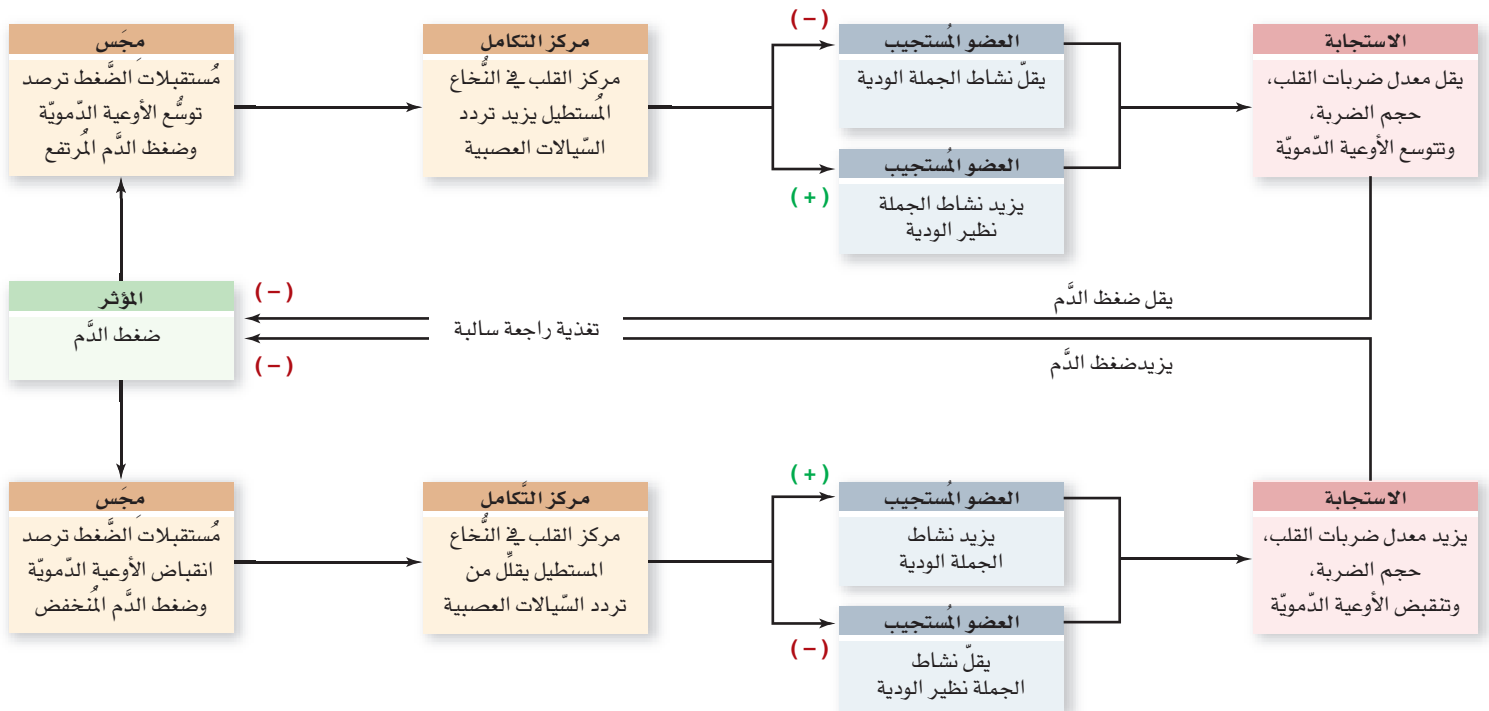 مجَس
مُستقبلات الضَّغط ترصد
توسُّع الأوعية الدّمويّة
وضغظ الدَّم المُرتفع
مركز التكامل
مركز القلب في النُّخاع
المُستطيل يزيد تردد
السّيالات العصبية
(–)
العضو المُستجيب
يقلّ نشاط الجملة الودية
العضو المُستجيب
(+)
يزيد نشاط الجملة
نظير الودية
الاستجابة
يقل معدل ضربات القلب،
حجم الضربة،
وتتوسع الأوعية الدّمويّة
المؤثر
ضغط الدَّم
(–)
يقل ضغظ الدَّم
تغذية راجعة سالبة
(–)
يزيدضغظ الدَّم
مجَس
مُستقبلات الضَّغط ترصد
انقباض الأوعية الدّمويّة
وضغط الدَّم المُنخفض
مركز التَّكامل
مركز القلب في النُّخاع
المستطيل يقلِّل من
تردد السّيالات العصبية
(+)
العضو المُستجيب
يزيد نشاط
الجملة الودية
العضو المُستجيب
(–)
يقلّ نشاط
الجملة نظير الودية
الاستجابة
يزيد معدل ضربات القلب،
حجم الضربة،
وتنقبض الأوعية الدّمويّة